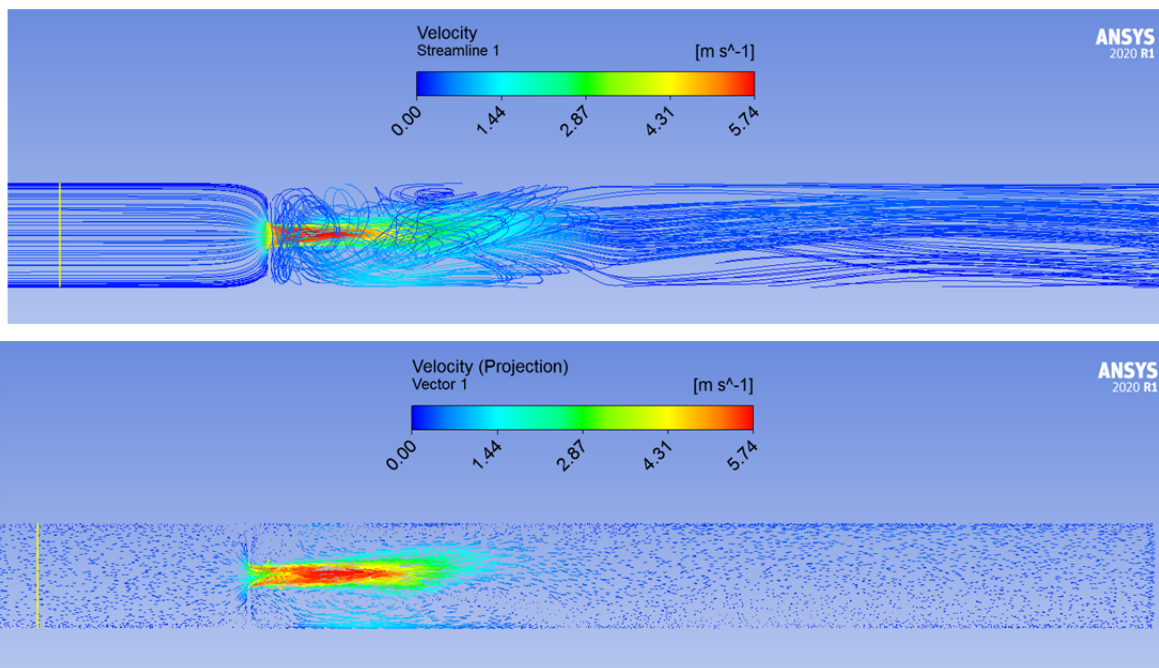 Velocity
Streamline 1
[m s^-1]
ANSYS
2020 R1
0.00
1.44
2.87
4.31
5.74
Velocity (Projection)
Vector 1
[m s^-1]
ANSYS
2020 R1
0.00
1.44
2.87
4.31
5.74